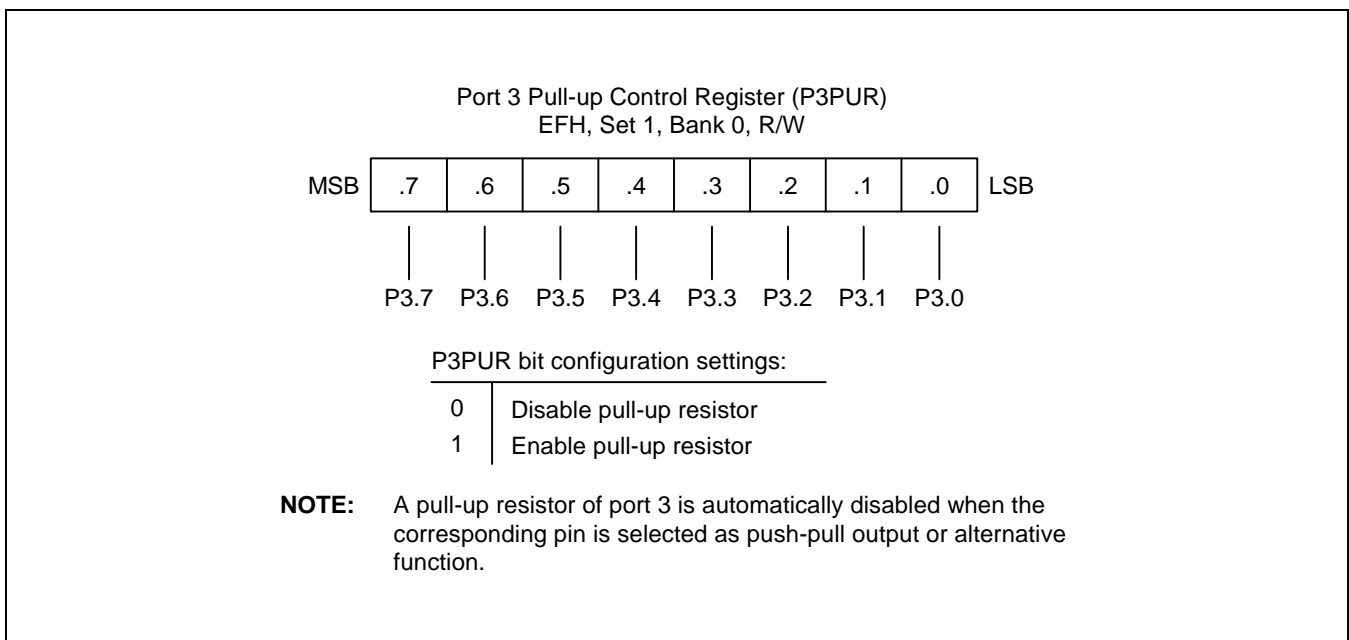 Port 3 Pull-up Control Register (P3PUR)
EFH, Set 1, Bank 0, R/W
MSB .7 .6 .5 .4 .3 .2 .1 .0 LSB
P3.7 P3.6 P3.5 P3.4 P3.3 P3.2 P3.1 P3.0
P3PUR bit configuration settings:
0 Disable pull-up resistor
1 Enable pull-up resistor
NOTE: A pull-up resistor of port 3 is automatically disabled when the
corresponding pin is selected as push-pull output or alternative
function.